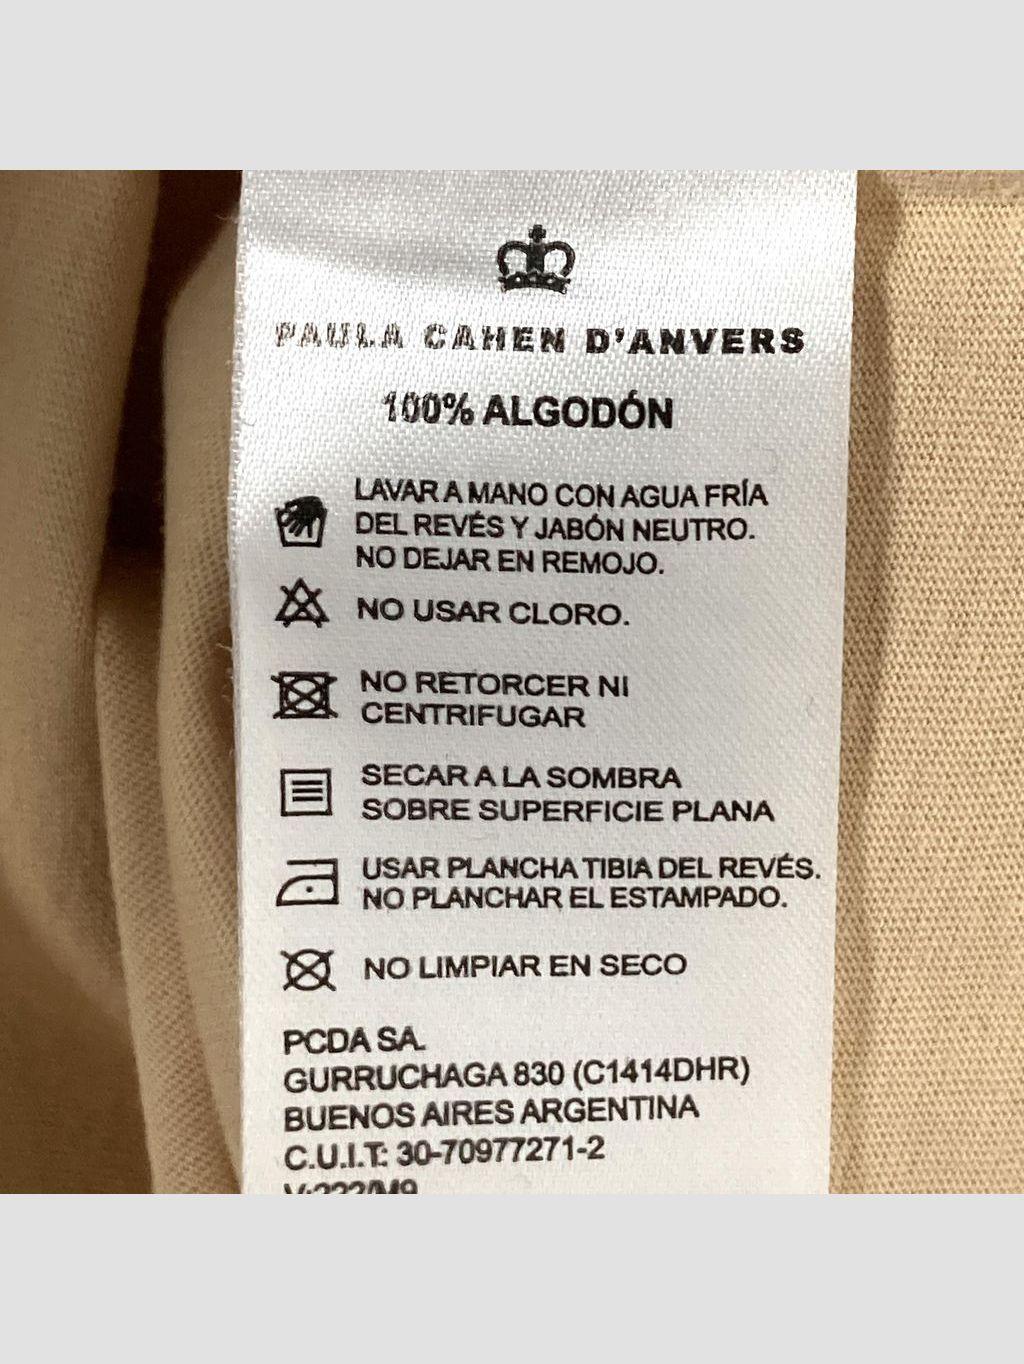 PAULA CAHEN D'ANVERS
100% ALGODÓN
LAVAR A MANO CON AGUA FRÍA
DEL REVÉS Y JABÓN NEUTRO.
NO DEJAR EN REMOJO.
NO USAR CLORO.
NO RETORCER NI
CENTRIFUGAR
SECAR A LA SOMBRA
SOBRE SUPERFICIE PLANA
USAR PLANCHA TIBIA DEL REVÉS.
NO PLANCHAR EL ESTAMPADO.
NO LIMPIAR EN SECO
PCDA SA.
GURRUCHAGA 830 (C1414DHR)
BUENOS AIRES ARGENTINA
C.U.I.T: 30-70977271-2